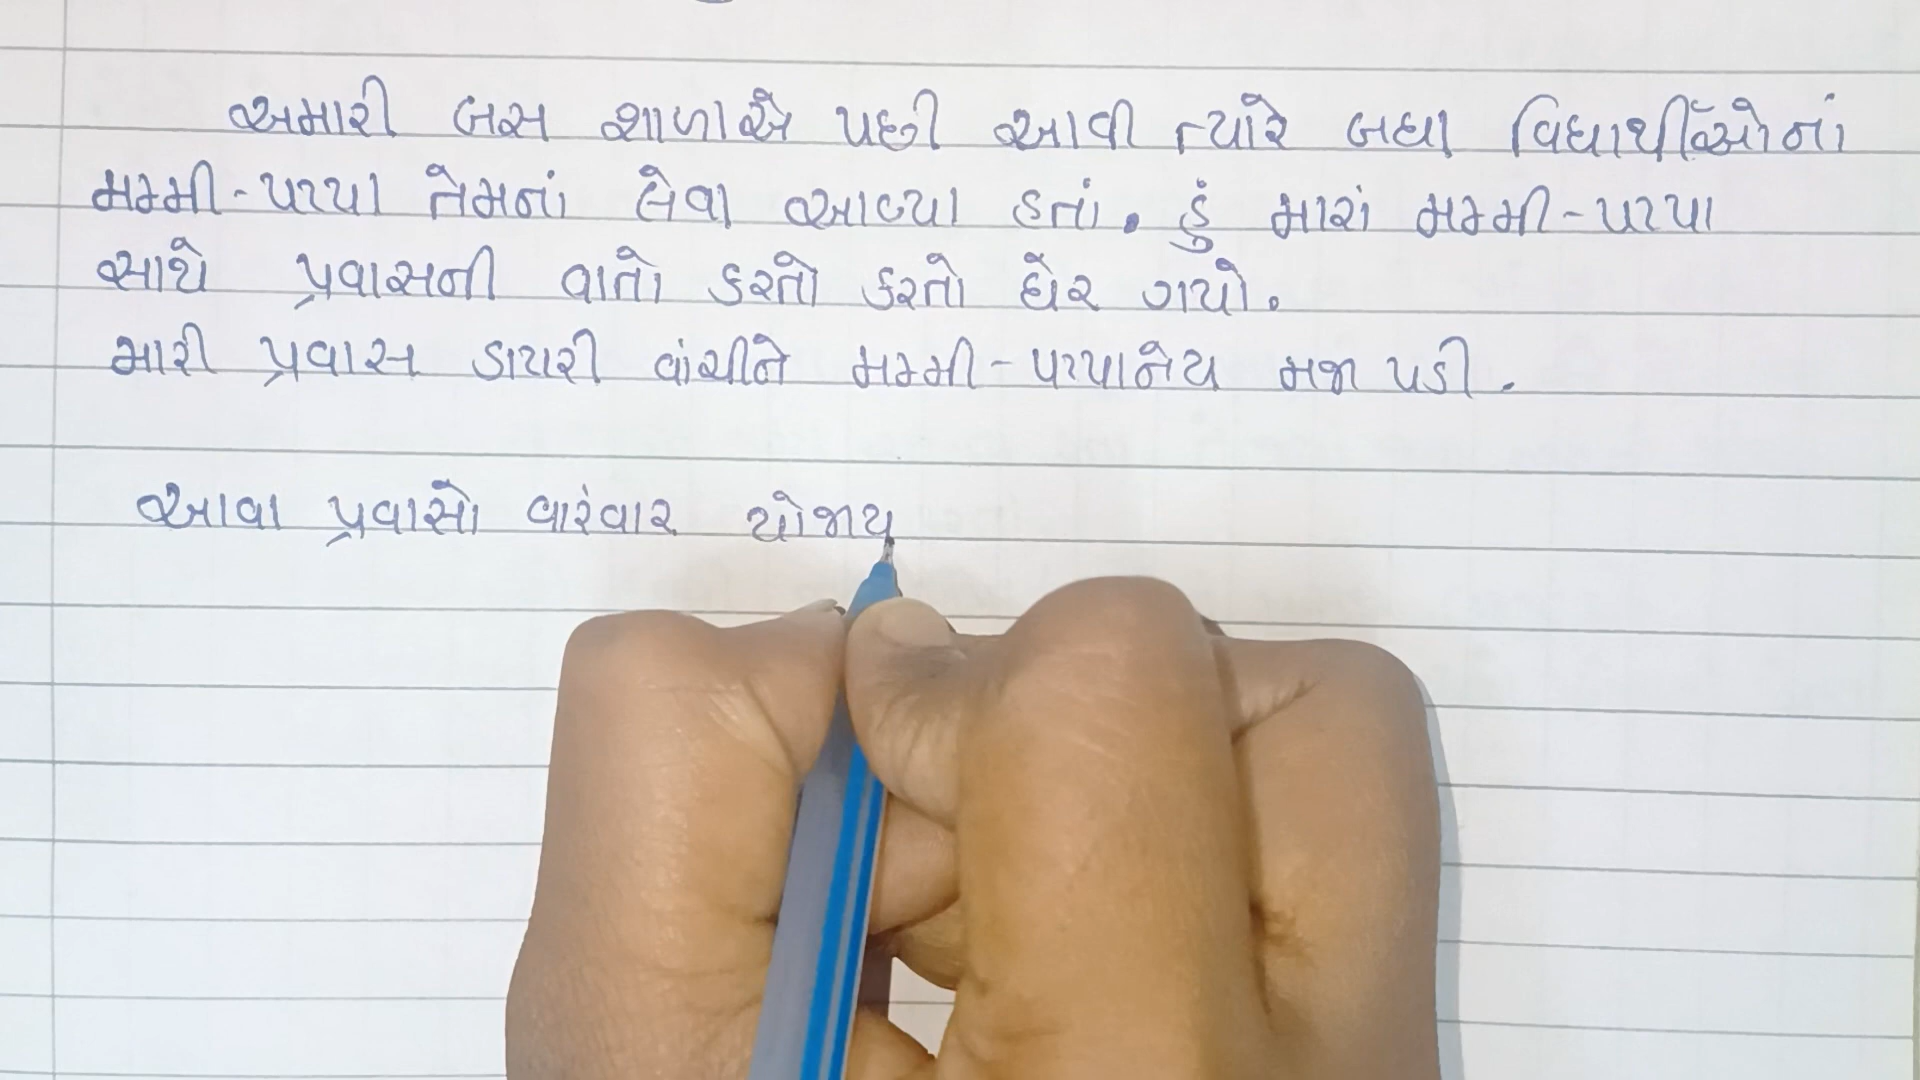 અમારી બસ શાળાએ પછી આવી ત્યારે બધા વિદ્યાર્થીઓનાં
મમ્મી-પપ્પા તેમનાં લેવા આવ્યા હતાં. હું મારાં મમ્મી-પપ્પા
સાથે પ્રવાસની વાતો કરતો કરતો ઘેર ગયો.
મારી પ્રવાસ ડાયરી વાંચીને મમ્મી-પપ્પાનેય મજા પડી.
આવા પ્રવાસો વારંવાર યોજાય